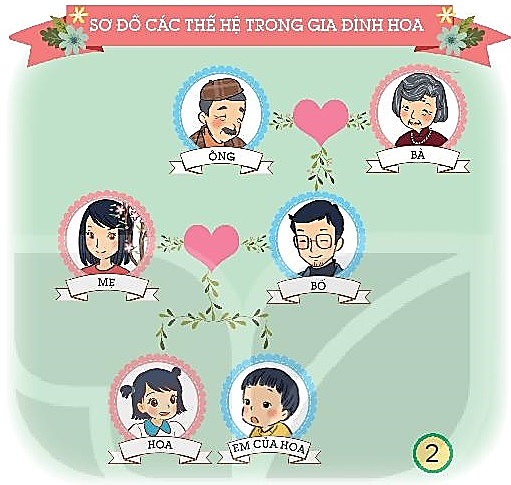 SƠ ĐỒ CÁC THẾ HỆ TRONG GIA ĐÌNH HOA
ÔNG
BÀ
MẸ
BỐ
HOA
EM CỦA HOA
2